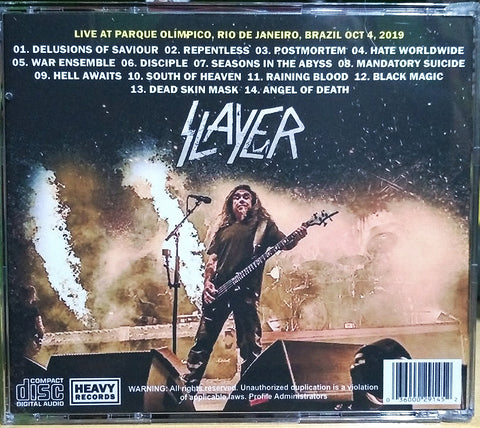 LIVE AT PARQUE OLÍMPICO, RIO DE JANEIRO, BRAZIL OCT 4, 2019
01. DELUSIONS OF SAVIOUR 02. REPENTLESS 03. POSTMORTEM 04. HATE WORLDWIDE
05. WAR ENSEMBLE 06. DISCIPLE 07. SEASONS IN THE ABYSS 08. MANDATORY SUICIDE
09. HELL AWAITS 10. SOUTH OF HEAVEN 11. RAINING BLOOD 12. BLACK MAGIC
13. DEAD SKIN MASK 14. ANGEL OF DEATH
SLAYER
COMPACT
disc
DIGITAL AUDIO
HEAVY
RECORDS
WARNING: All rights reserved. Unauthorized duplication is a violation
of applicable laws. Profile Administrators
0 36000 29145 2